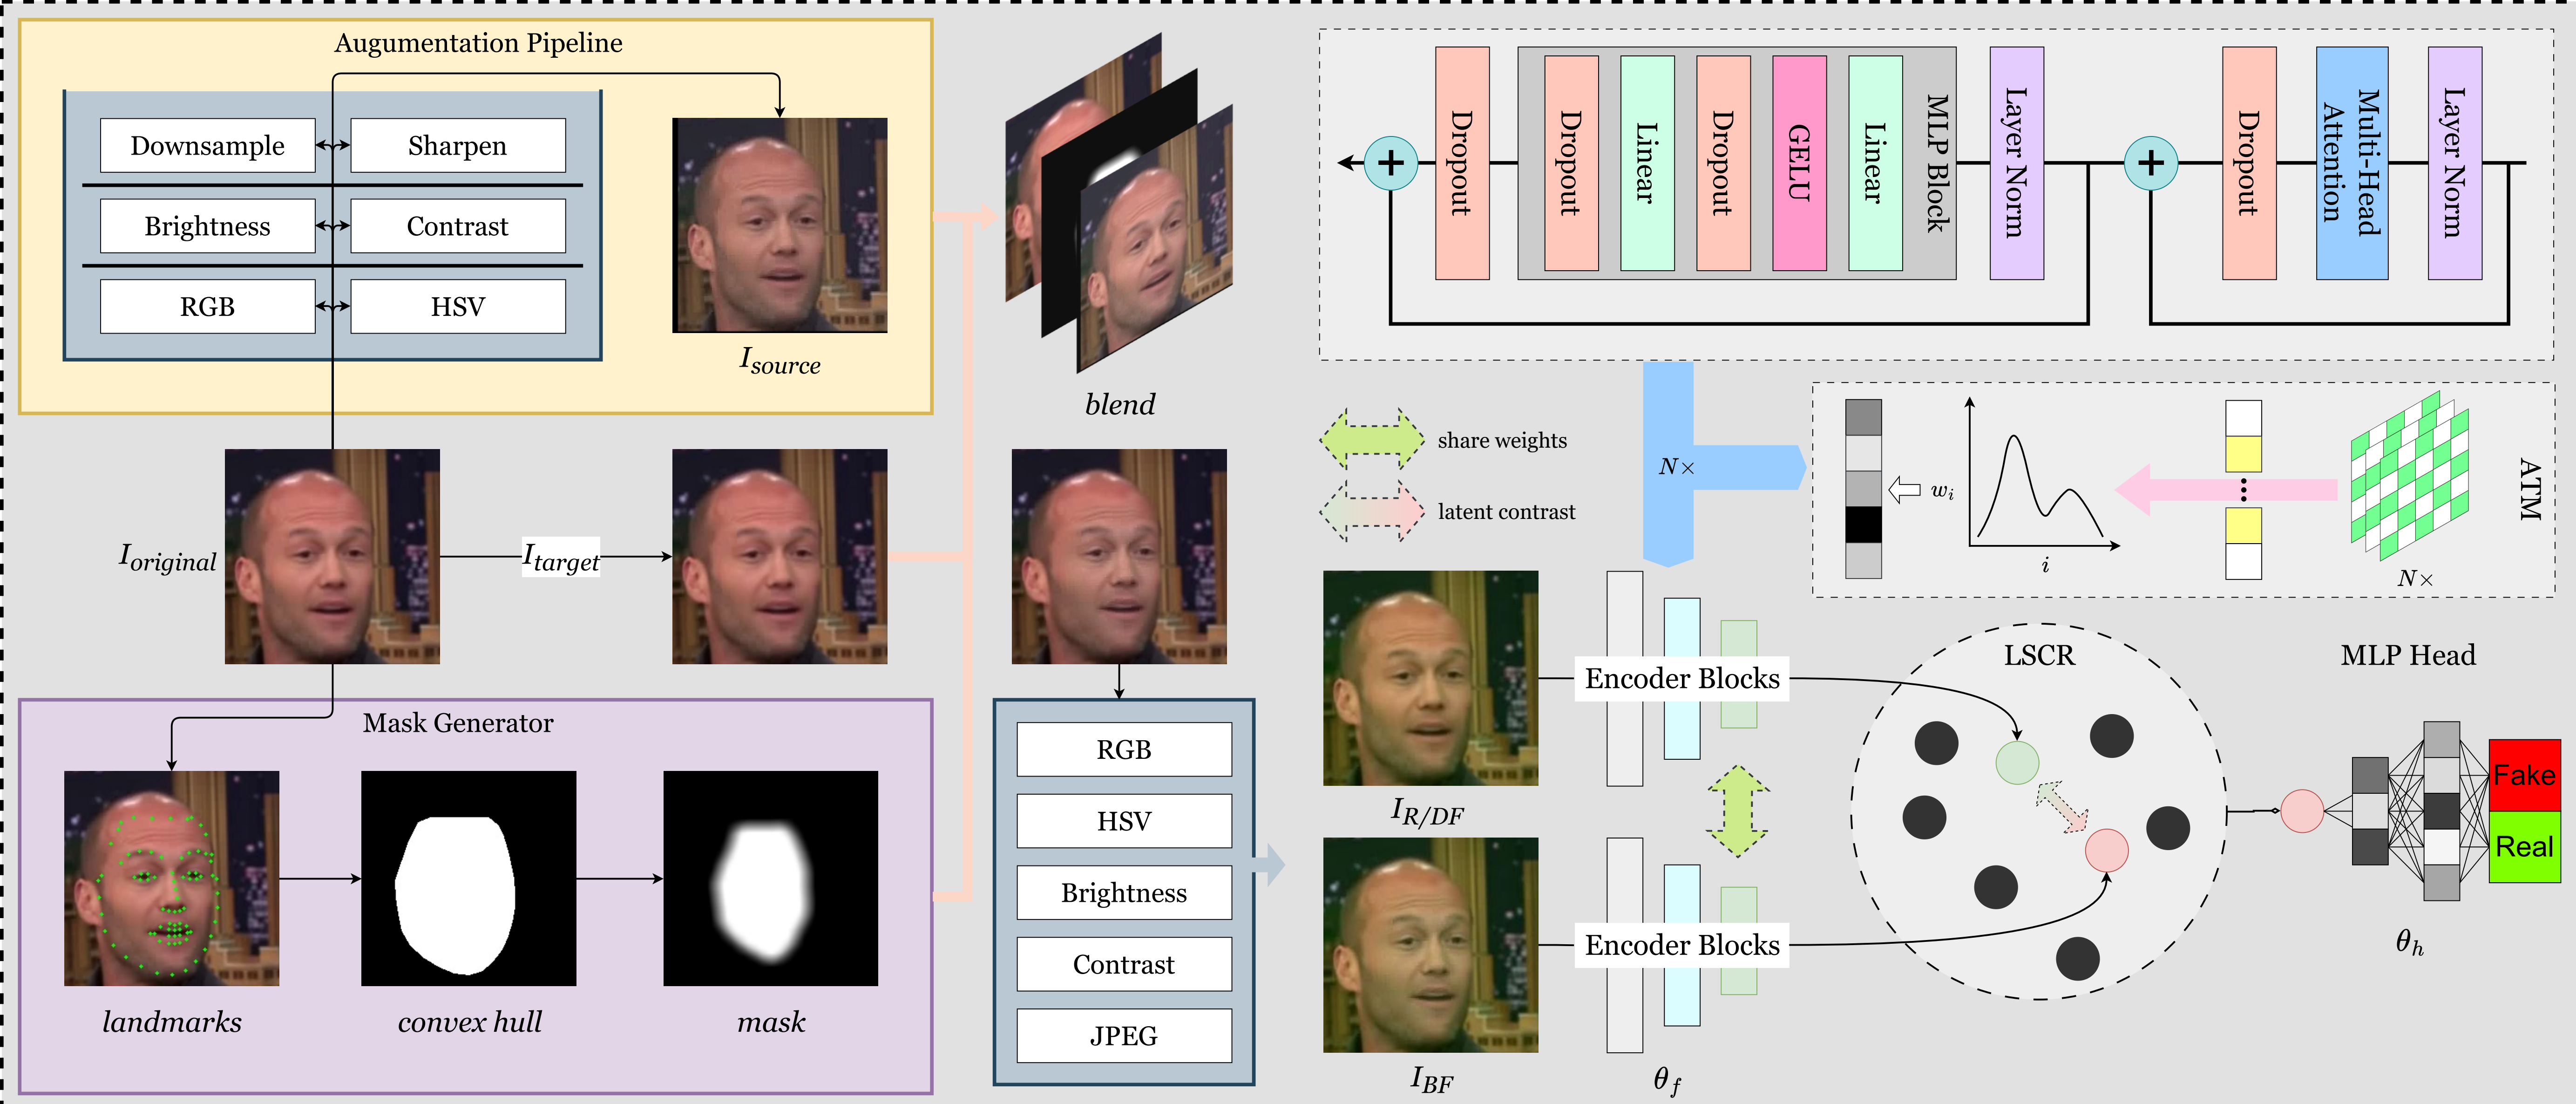 Augumentation Pipeline
Downsample
Sharpen
Brightness
Contrast
RGB
HSV
I_source
I_original
I_target
Mask Generator
landmarks
convex hull
mask
blend
RGB
HSV
Brightness
Contrast
JPEG
Dropout
Dropout
Linear
Dropout
GELU
Linear
MLP Block
Layer Norm
Dropout
Multi-Head
Attention
Layer Norm
share weights
latent contrast
N×
w_i
i
N×
ATM
I_R/DF
Encoder Blocks
I_BF
Encoder Blocks
θ_f
LSCR
MLP Head
Fake
Real
θ_h